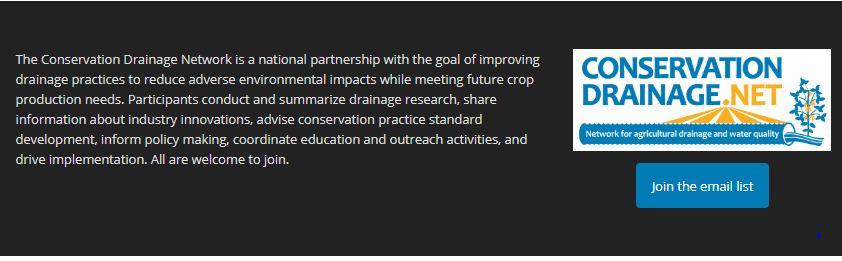 The Conservation Drainage Network is a national partnership with the goal of improving
drainage practices to reduce adverse environmental impacts while meeting future crop
production needs. Participants conduct and summarize drainage research, share
information about industry innovations, advise conservation practice standard
development, inform policy making, coordinate education and outreach activities, and
drive implementation. All are welcome to join.
CONSERVATION
DRAINAGE.NET
Network for agricultural drainage and water quality
Join the email list